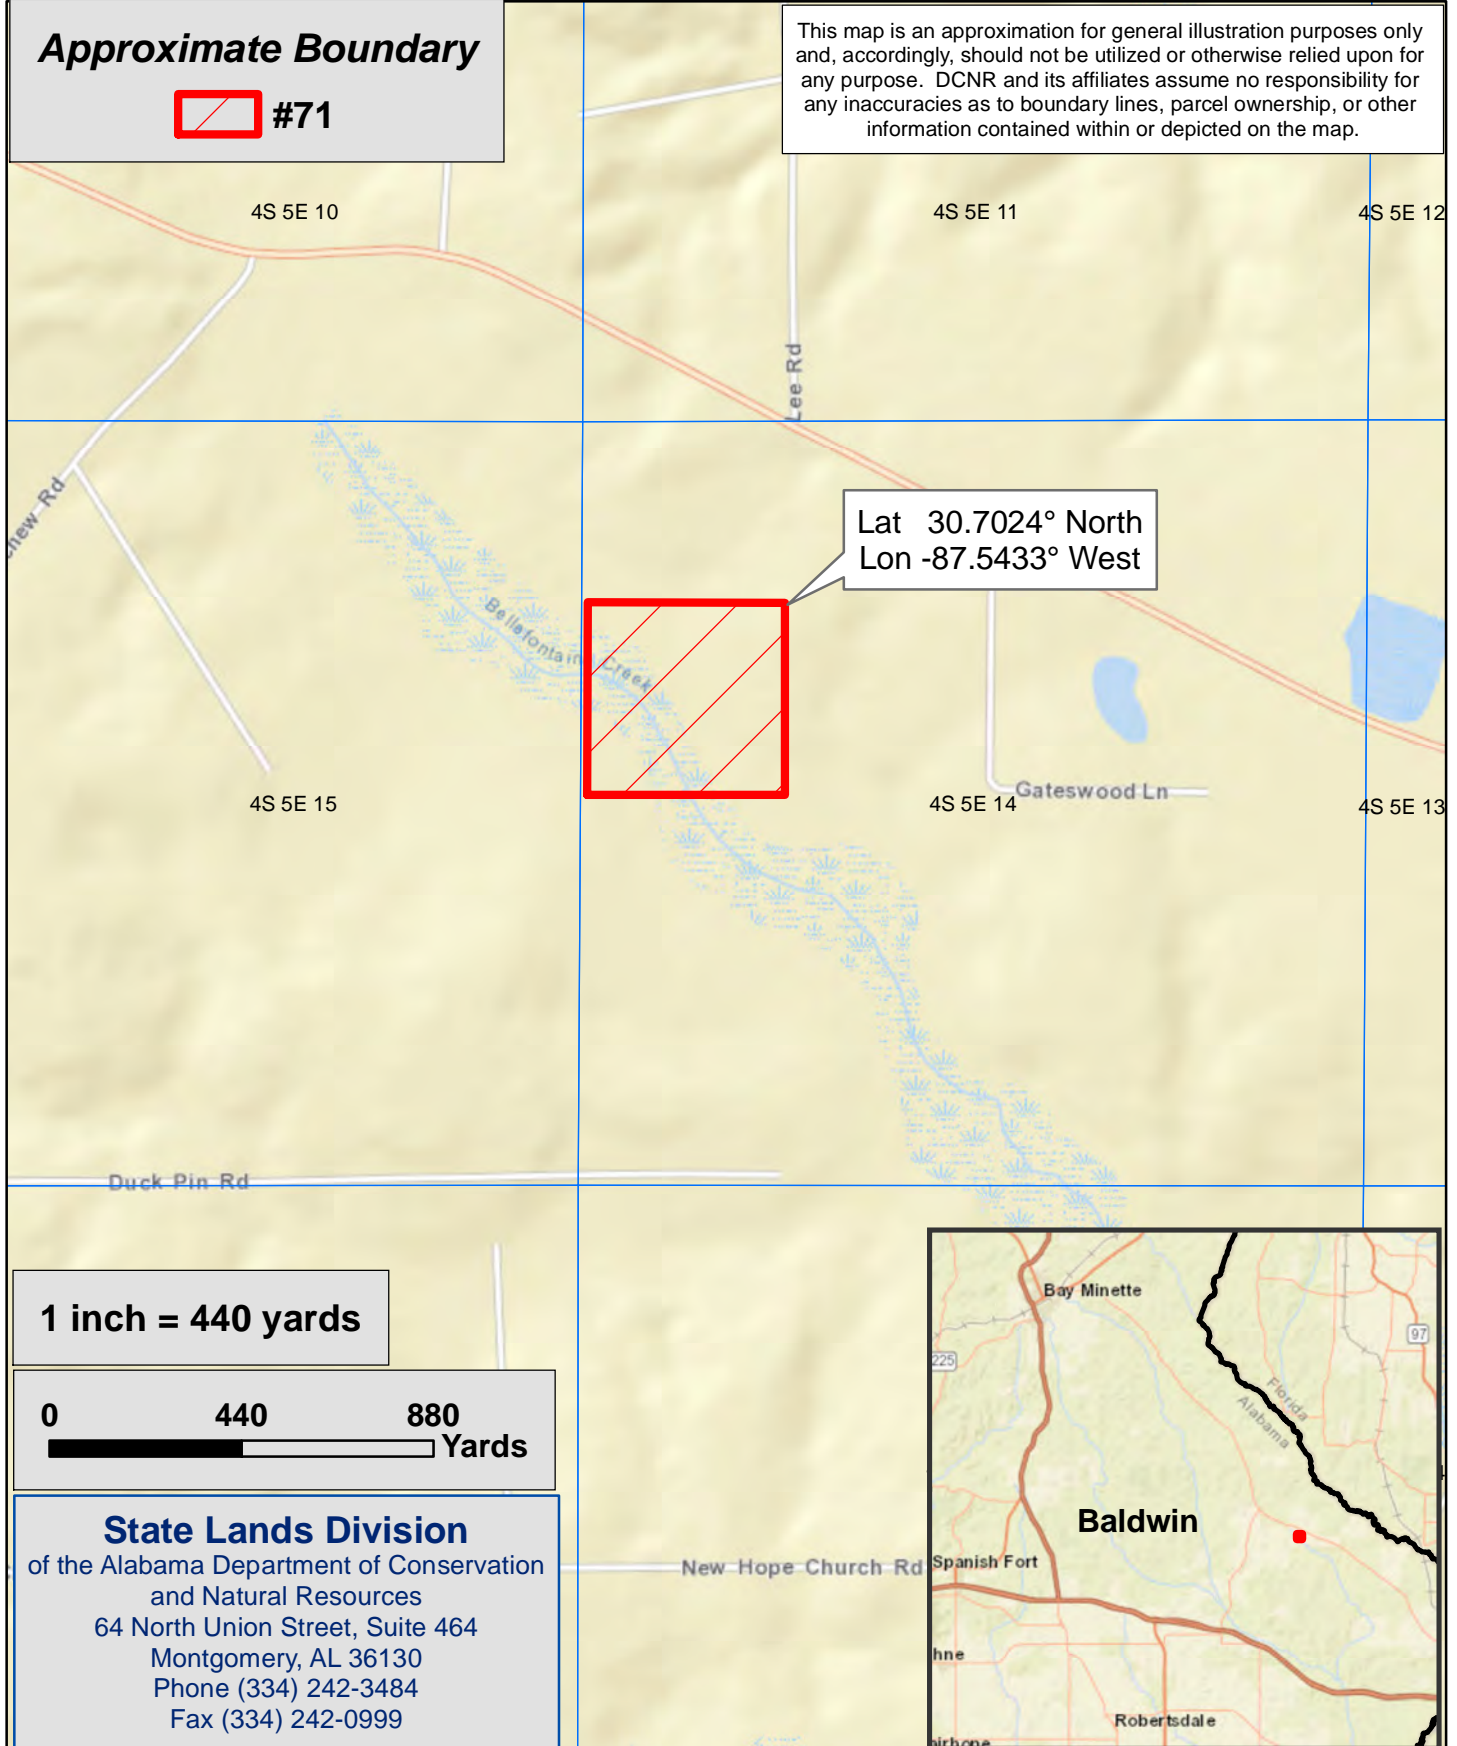 Approximate Boundary
#71
This map is an approximation for general illustration purposes only
and, accordingly, should not be utilized or otherwise relied upon for
any purpose. DCNR and its affiliates assume no responsibility for
any inaccuracies as to boundary lines, parcel ownership, or other
information contained within or depicted on the map.
4S 5E 10
4S 5E 11
4S 5E 12
Lee Rd
Rd
Lat 30.7024° North
Lon -87.5433° West
Creek
4S 5E 15
4S 5E 14
Gateswood Ln
4S 5E 13
Duck Pin Rd
1 inch = 440 yards
0 440 880
Yards
State Lands Division
of the Alabama Department of Conservation
and Natural Resources
64 North Union Street, Suite 464
Montgomery, AL 36130
Phone (334) 242-3484
Fax (334) 242-0999
New Hope Church Rd
Bay Minette
97
225
Florida
Alabama
Baldwin
Spanish Fort
hne
Robertsdale